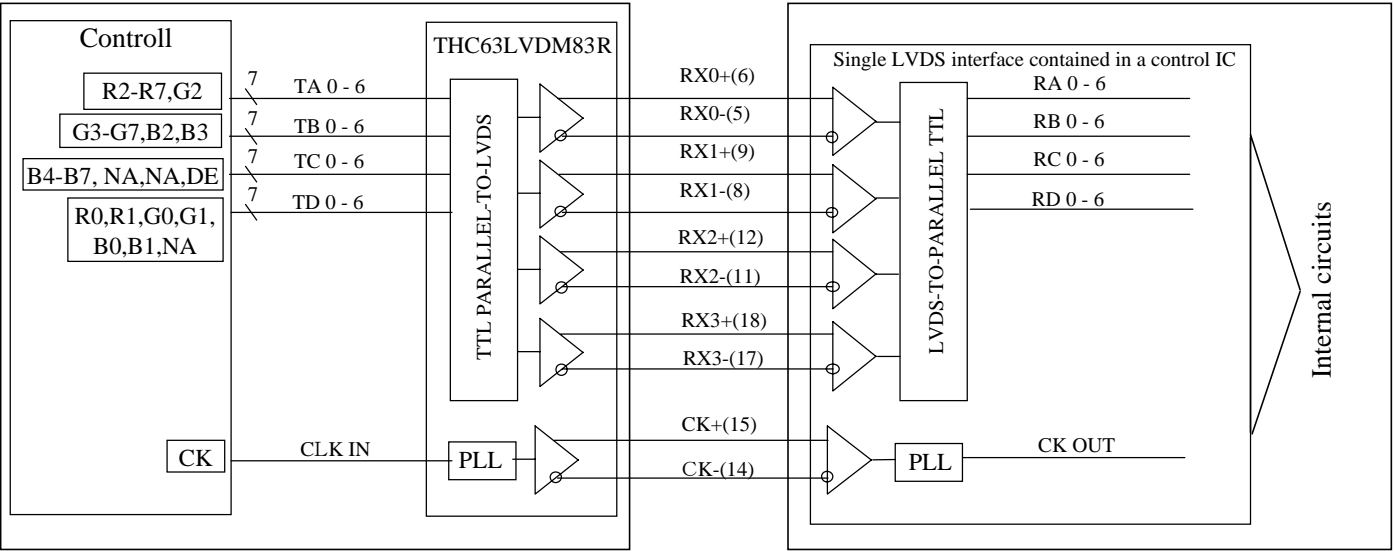 Controll
R2-R7,G2
G3-G7,B2,B3
B4-B7, NA,NA,DE
R0,R1,G0,G1,
B0,B1,NA
CK
7
TA 0 - 6
7
TB 0 - 6
7
TC 0 - 6
7
TD 0 - 6
CLK IN
THC63LVDM83R
TTL PARALLEL-TO-LVDS
PLL
RX0+(6)
RX0-(5)
RX1+(9)
RX1-(8)
RX2+(12)
RX2-(11)
RX3+(18)
RX3-(17)
CK+(15)
CK-(14)
Single LVDS interface contained in a control IC
LVDS-TO-PARALLEL TTL
PLL
RA 0 - 6
RB 0 - 6
RC 0 - 6
RD 0 - 6
CK OUT
Internal circuits